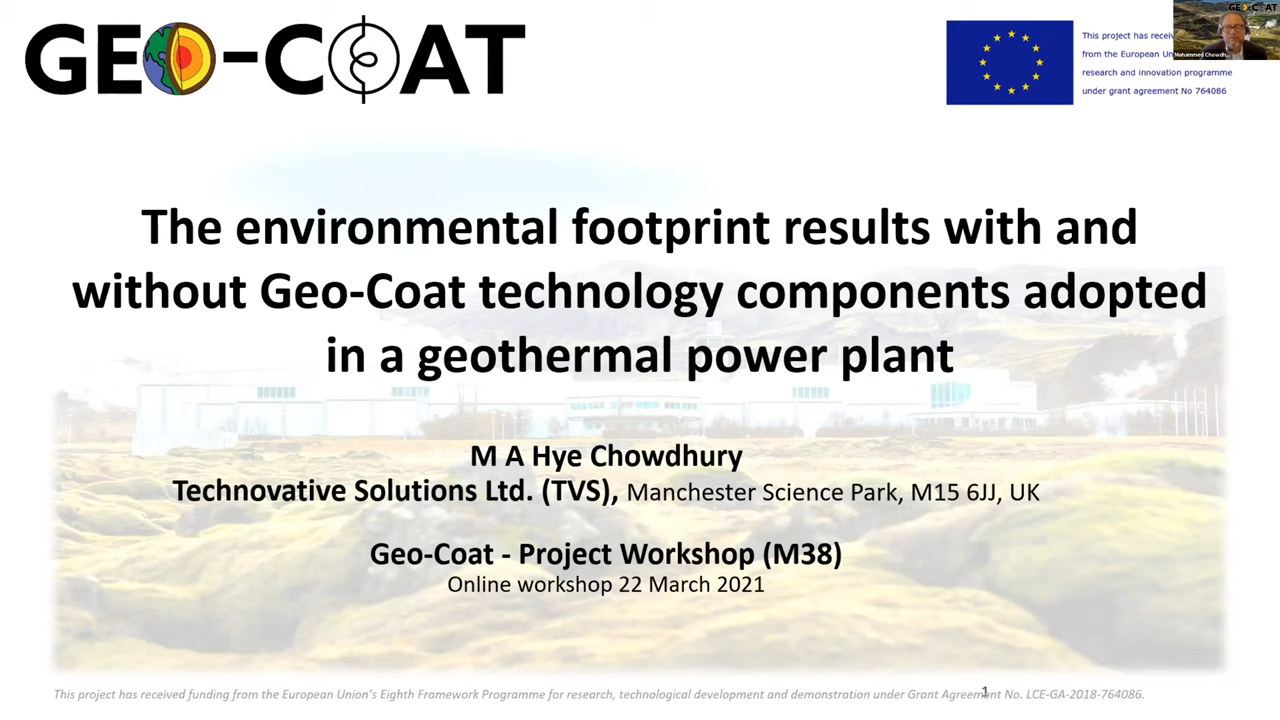 GEO-COAT
This project has
from the European
research and innovation programme
under grant agreement No 764086
GEO-COAT
Mohammed Chowdh...
The environmental footprint results with and
without Geo-Coat technology components adopted
in a geothermal power plant
M A Hye Chowdhury
Technovative Solutions Ltd. (TVS), Manchester Science Park, M15 6JJ, UK
Geo-Coat - Project Workshop (M38)
Online workshop 22 March 2021
This project has received funding from the European Union's Eighth Framework Programme for research, technological development and demonstration under Grant Agreement No. LCE-GA-2018-764086.
1